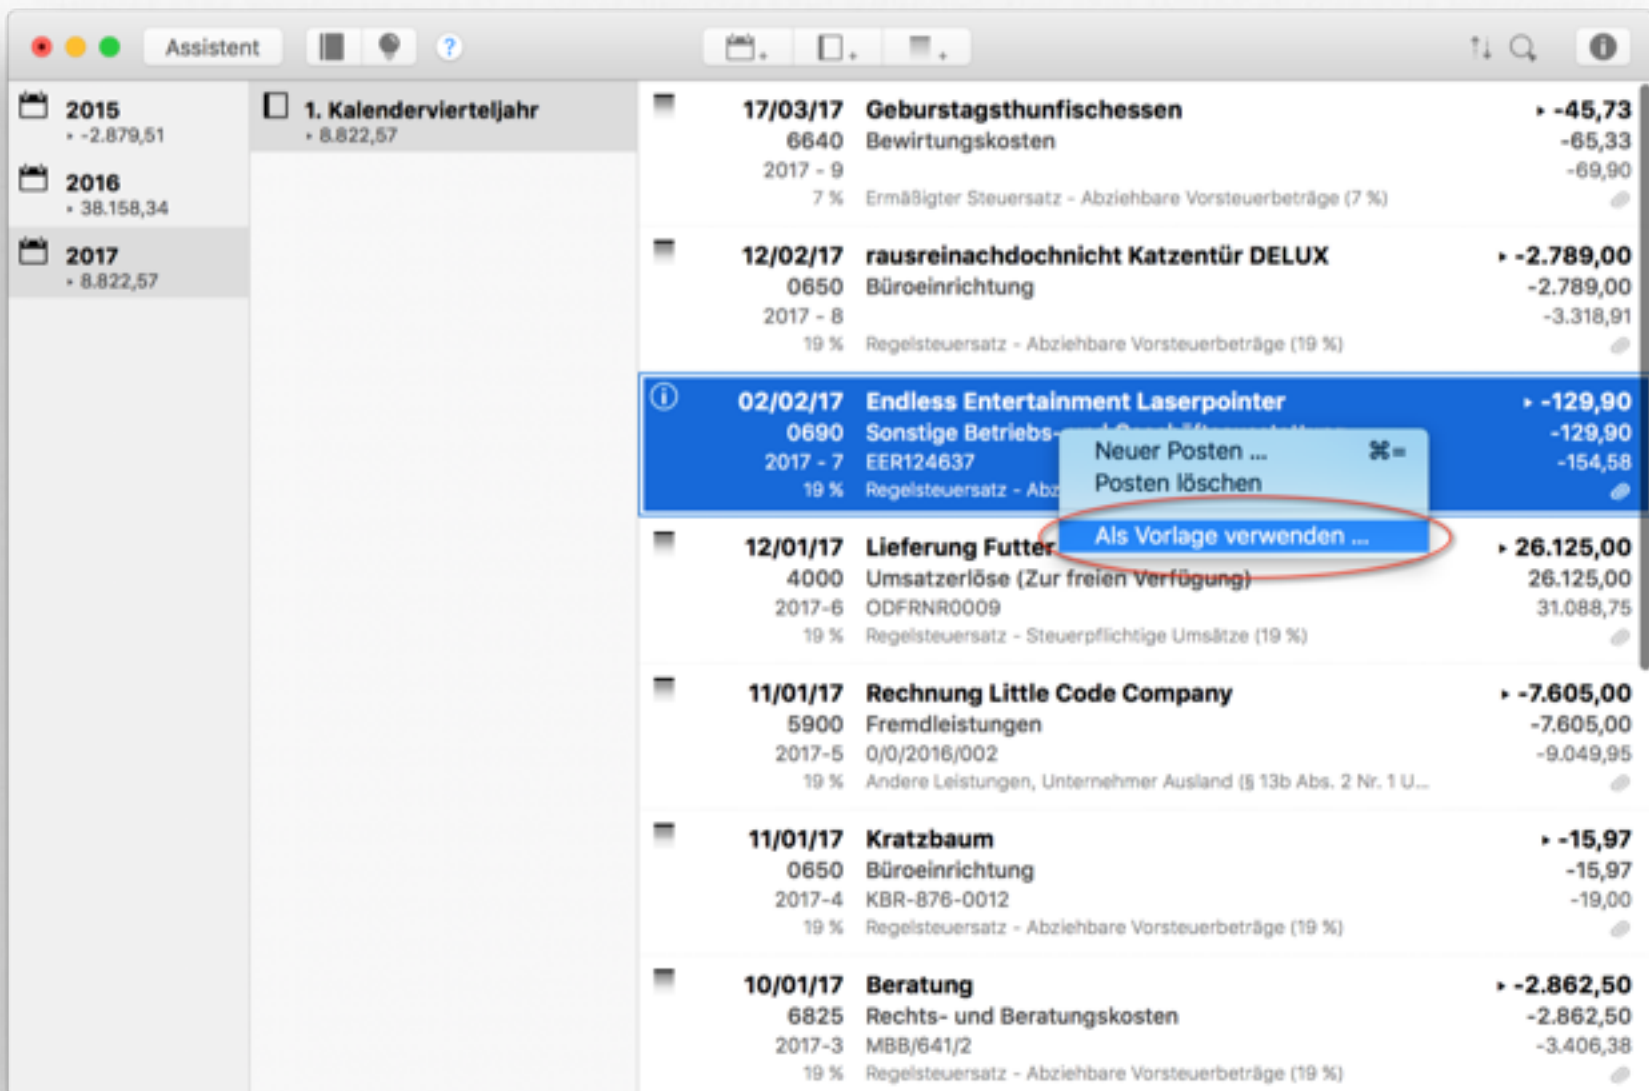 Assistent
?
2015
-2.879,51
2016
38.158,34
2017
8.822,57
1. Kalendervierteljahr
8.822,57
17/03/17 Geburstagsthunfischessen -45,73
6640 Bewirtungskosten -65,33
2017 - 9 -69,90
7 % Ermäßigter Steuersatz - Abziehbare Vorsteuerbeträge (7 %)
12/02/17 rausreinachdochnicht Katzentür DELUX -2.789,00
0650 Büroeinrichtung -2.789,00
2017 - 8 -3.318,91
19 % Regelsteuersatz - Abziehbare Vorsteuerbeträge (19 %)
02/02/17 Endless Entertainment Laserpointer -129,90
0690 Sonstige Betriebs- -129,90
2017 - 7 EER124637 -154,58
19 % Regelsteuersatz - Abz
Neuer Posten ... ⌘=
Posten löschen
Als Vorlage verwenden ...
12/01/17 Lieferung Futter 26.125,00
4000 Umsatzerlöse (Zur freien Verfügung) 26.125,00
2017-6 ODFRNR0009 31.088,75
19 % Regelsteuersatz - Steuerpflichtige Umsätze (19 %)
11/01/17 Rechnung Little Code Company -7.605,00
5900 Fremdleistungen -7.605,00
2017-5 0/0/2016/002 -9.049,95
19 % Andere Leistungen, Unternehmer Ausland (§ 13b Abs. 2 Nr. 1 U...
11/01/17 Kratzbaum -15,97
0650 Büroeinrichtung -15,97
2017-4 KBR-876-0012 -19,00
19 % Regelsteuersatz - Abziehbare Vorsteuerbeträge (19 %)
10/01/17 Beratung -2.862,50
6825 Rechts- und Beratungskosten -2.862,50
2017-3 MBB/641/2 -3.406,38
19 % Regelsteuersatz - Abziehbare Vorsteuerbeträge (19 %)